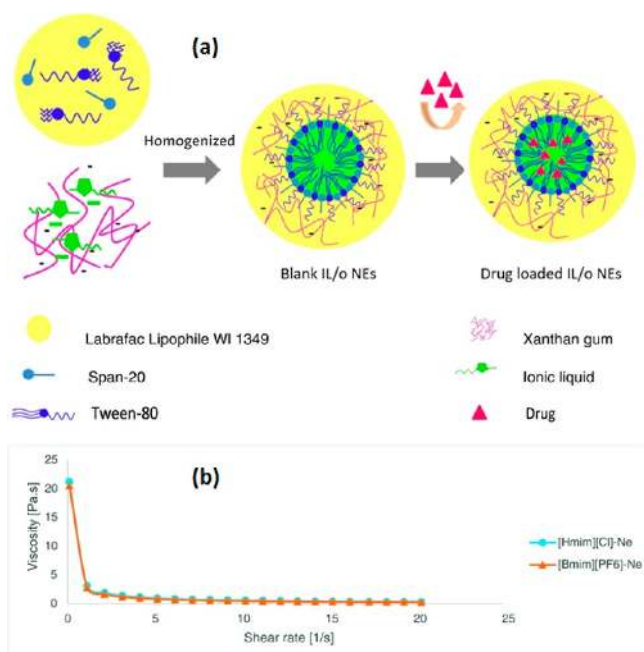 (a)
Homogenized
Blank IL/o NEs
Drug loaded IL/o NEs
Labrafac Lipophile WI 1349
Span-20
Tween-80
Xanthan gum
Ionic liquid
Drug
(b)
Viscosity [Pa.s]
25
20
15
10
5
0
0
5
10
15
20
25
Shear rate [1/s]
[Hmim][Cl]-Ne
[Bmim][PF6]-Ne